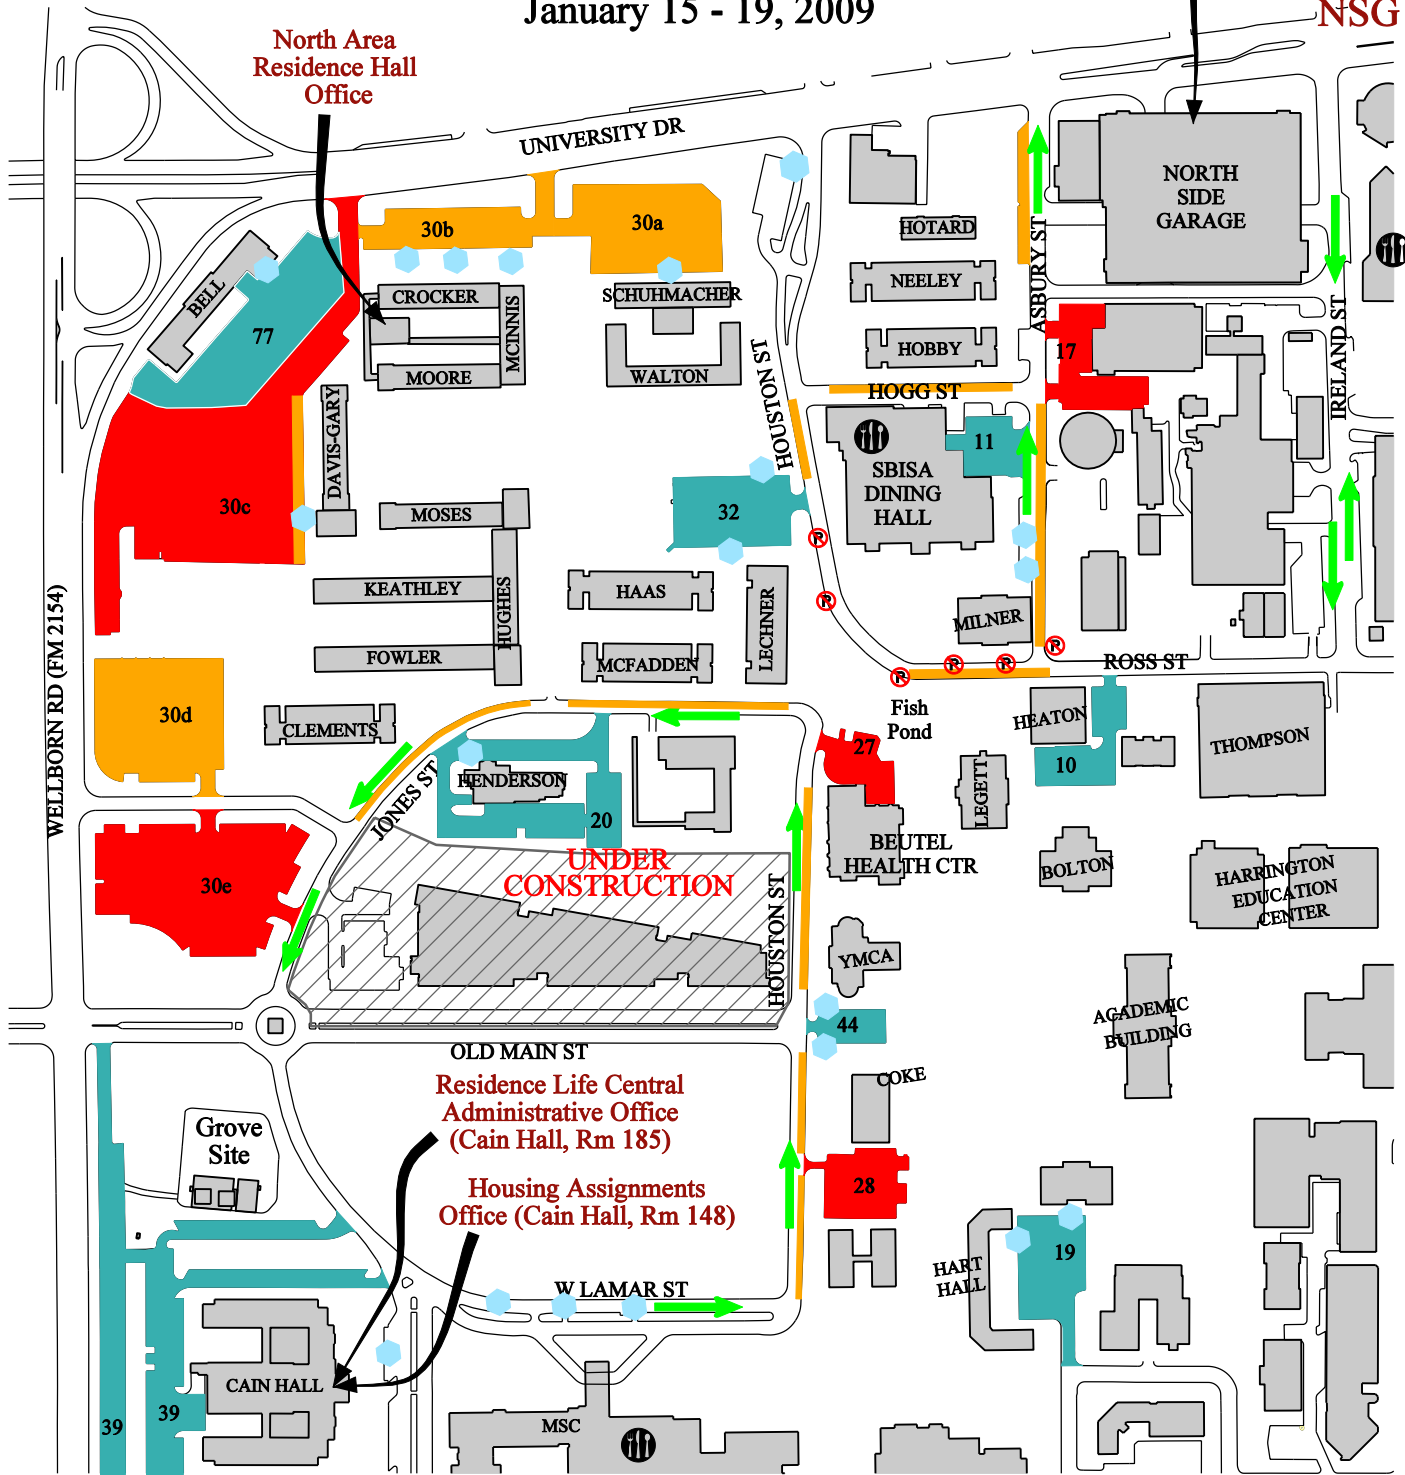 January 15 - 19, 2009
NSG
North Area
Residence Hall
Office
UNIVERSITY DR
NORTH
SIDE
GARAGE
30b
30a
HOTARD
ASBURY ST
NEELEY
BELL
CROCKER
MCINNIS
SCHUHMACHER
77
MOORE
WALTON
HOUSTON ST
HOBBY
17
IRELAND ST
HOGG ST
DAVIS-GARY
11
SBISA
DINING
HALL
30c
MOSES
32
KEATHLEY
HUGHES
HAAS
LECHNER
MILNER
WELLBORN RD (FM 2154)
FOWLER
MCFADDEN
ROSS ST
P
P
P
P
P
P
30d
CLEMENTS
Fish
Pond
HEATON
THOMPSON
27
10
LEGETT
JONES ST
HENDERSON
20
BEUTEL
HEALTH CTR
BOLTON
HARRINGTON
EDUCATION
CENTER
UNDER
CONSTRUCTION
30e
HOUSTON ST
YMCA
ACADEMIC
BUILDING
44
OLD MAIN ST
COKE
Residence Life Central
Administrative Office
(Cain Hall, Rm 185)
Grove
Site
Housing Assignments
Office (Cain Hall, Rm 148)
28
19
HART
HALL
W LAMAR ST
CAIN HALL
39
39
MSC